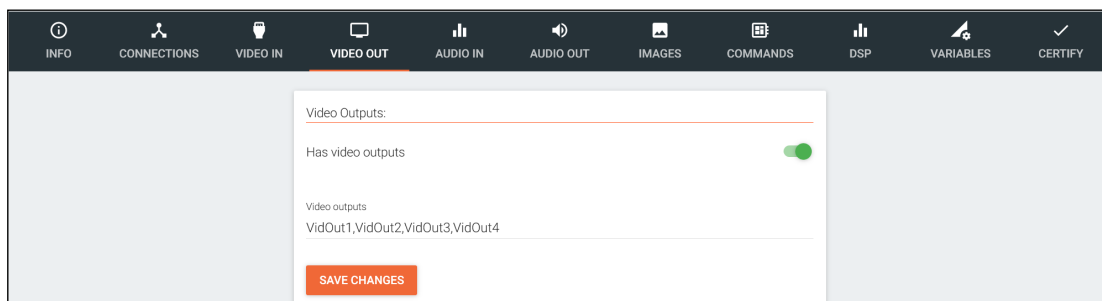 INFO CONNECTIONS VIDEO IN VIDEO OUT AUDIO IN AUDIO OUT IMAGES COMMANDS DSP VARIABLES CERTIFY
Video Outputs:
Has video outputs
Video outputs
VidOut1,VidOut2,VidOut3,VidOut4
SAVE CHANGES